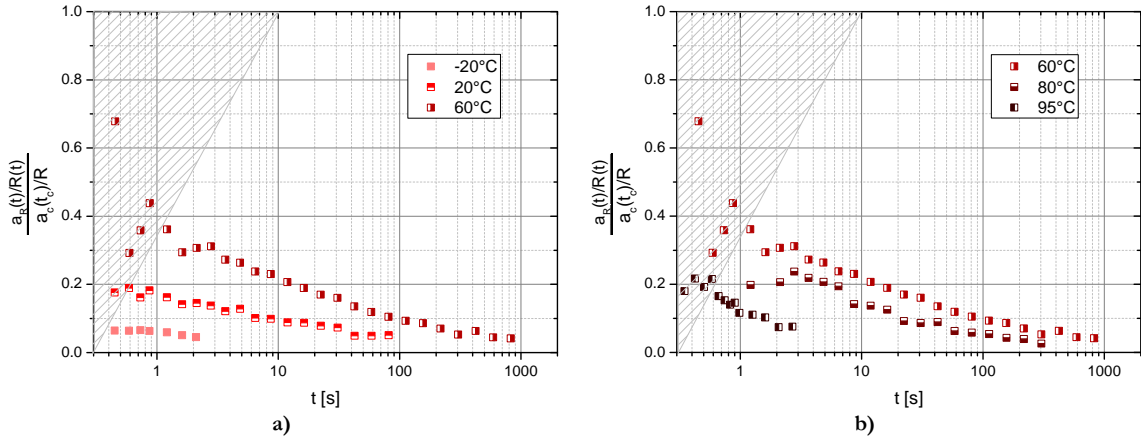 1.0
0.8
0.6
0.4
0.2
0.0
a_R(t)/R(t)
a_c(t_c)/R
-20°C
20°C
60°C
1
10
100
1000
t [s]
a)
1.0
0.8
0.6
0.4
0.2
0.0
a_R(t)/R(t)
a_c(t_c)/R
60°C
80°C
95°C
1
10
100
1000
t [s]
b)